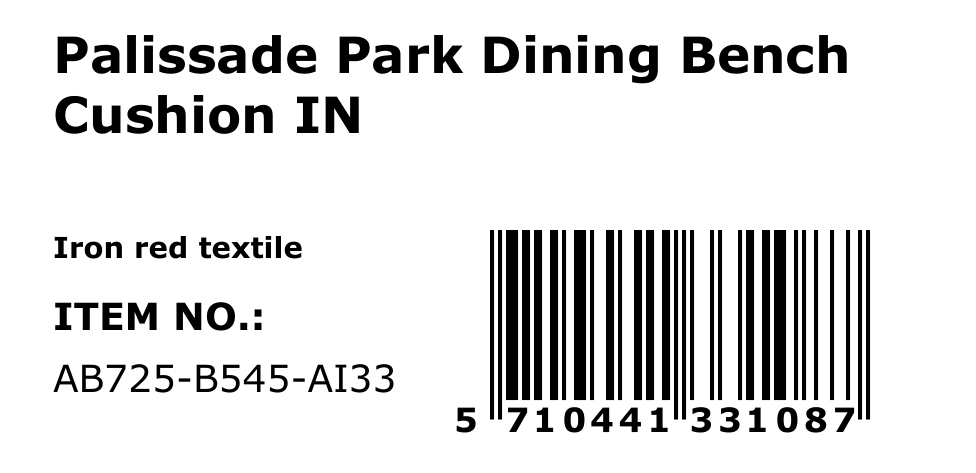 Palissade Park Dining Bench
Cushion IN
Iron red textile
ITEM NO.:
AB725-B545-AI33
5 710441 331087